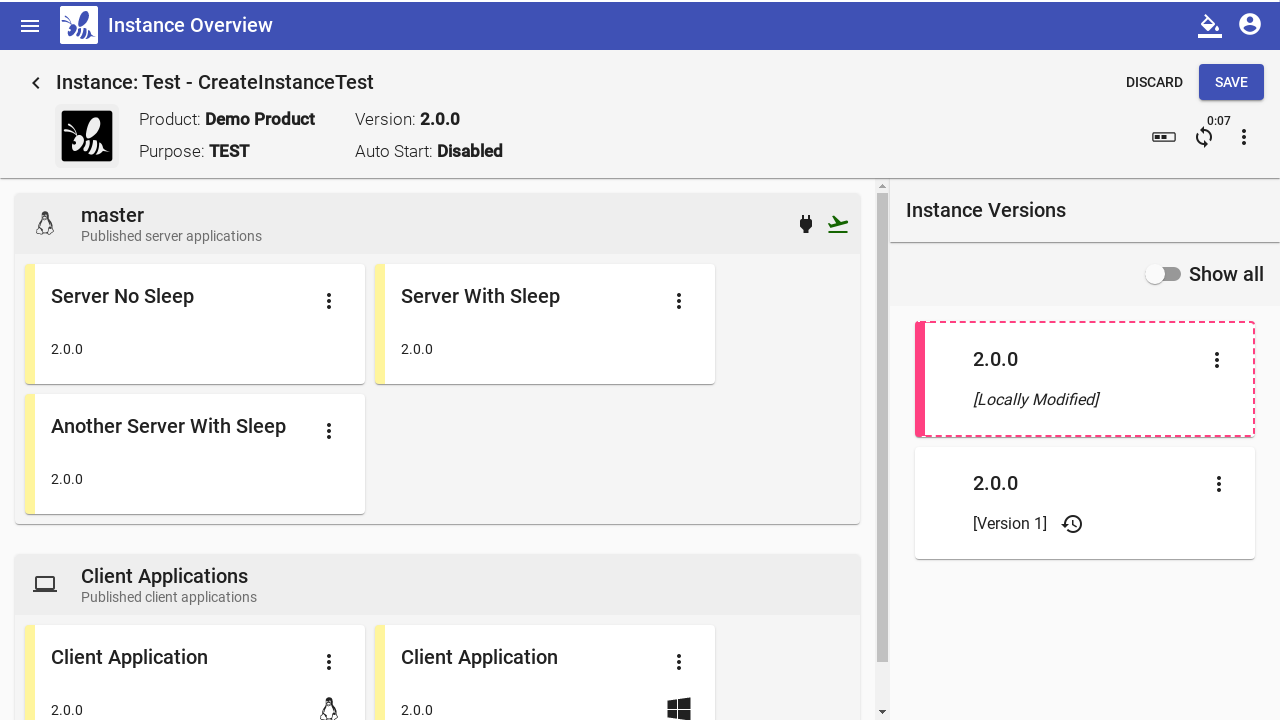 Instance Overview
Instance: Test - CreateInstanceTest
DISCARD
SAVE
Product: Demo Product
Version: 2.0.0
Purpose: TEST
Auto Start: Disabled
0:07
master
Published server applications
Server No Sleep
2.0.0
Server With Sleep
2.0.0
Another Server With Sleep
2.0.0
Client Applications
Published client applications
Client Application
2.0.0
Client Application
2.0.0
Instance Versions
Show all
2.0.0
[Locally Modified]
2.0.0
[Version 1]